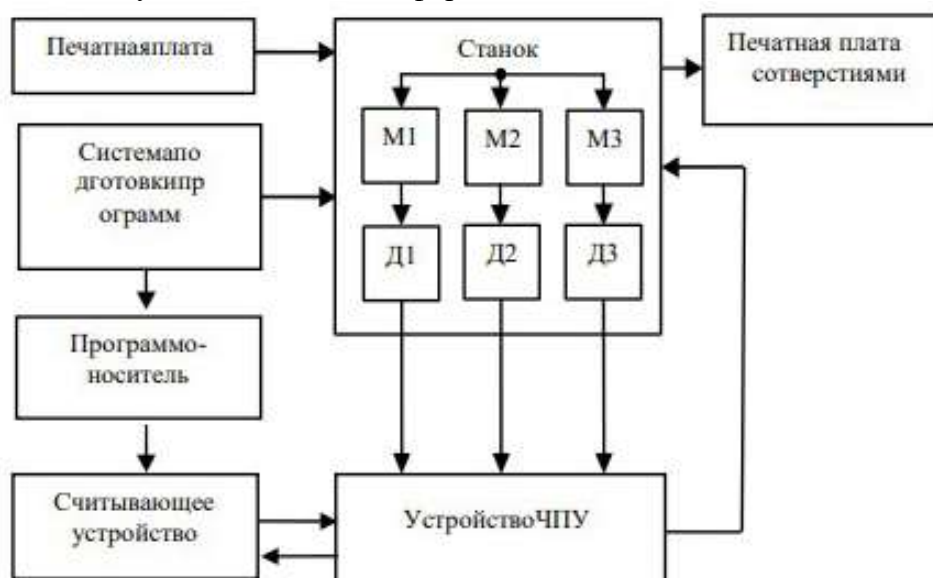 Печатнаяплата
Станок
Печатная плата
сотверстиями
М1
М2
М3
Системапо
дготовкипр
ограмм
Д1
Д2
Д3
Программо-
носитель
Считывающее
устройство
УстройствоЧПУ